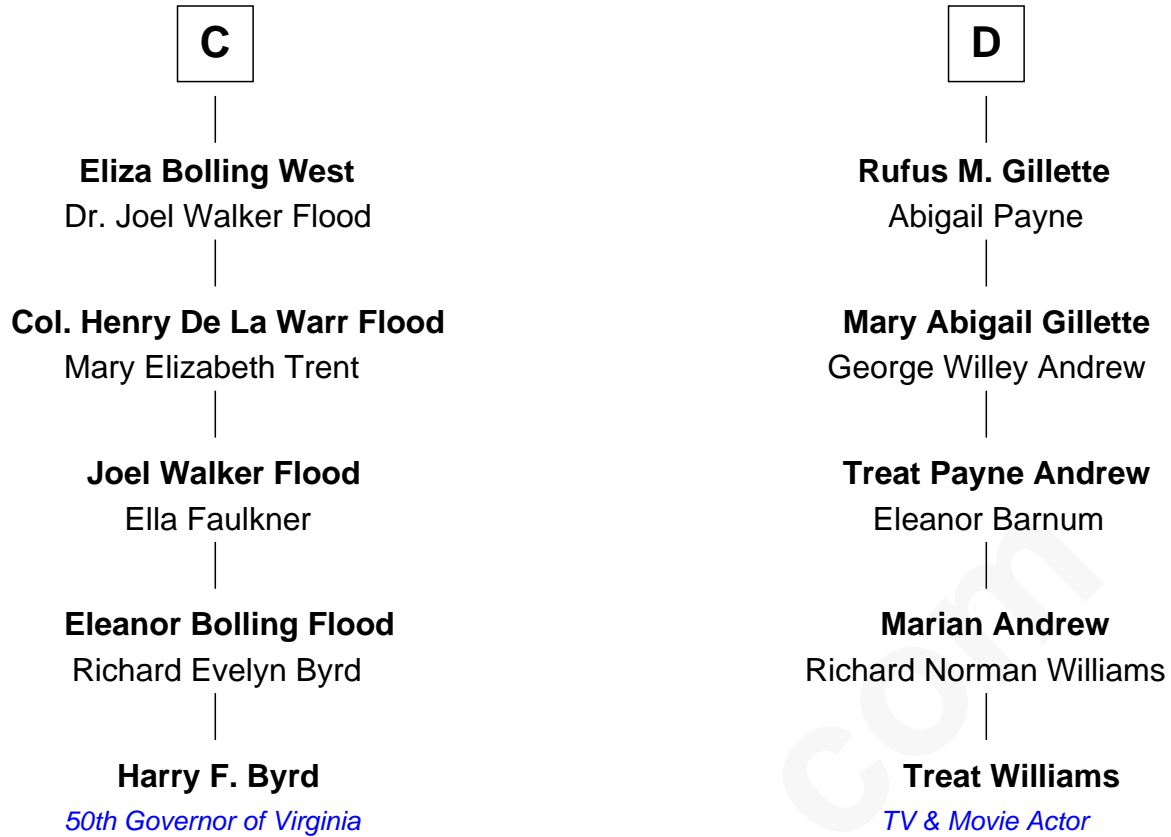 C
Eliza Bolling West
Dr. Joel Walker Flood
Col. Henry De La Warr Flood
Mary Elizabeth Trent
Joel Walker Flood
Ella Faulkner
Eleanor Bolling Flood
Richard Evelyn Byrd
Harry F. Byrd
50th Governor of Virginia
D
Rufus M. Gillette
Abigail Payne
Mary Abigail Gillette
George Willey Andrew
Treat Payne Andrew
Eleanor Barnum
Marian Andrew
Richard Norman Williams
Treat Williams
TV & Movie Actor
com